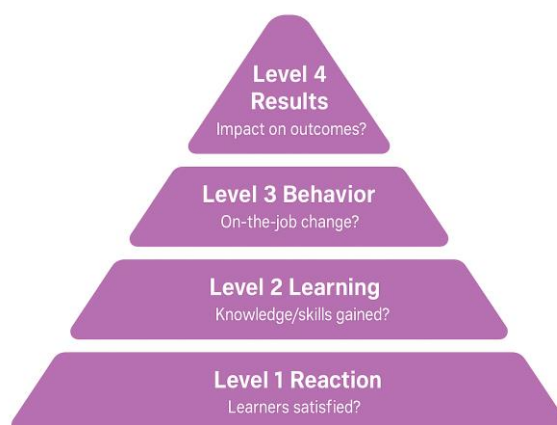 Level 4
Results
Impact on outcomes?
Level 3 Behavior
On-the-job change?
Level 2 Learning
Knowledge/skills gained?
Level 1 Reaction
Learners satisfied?